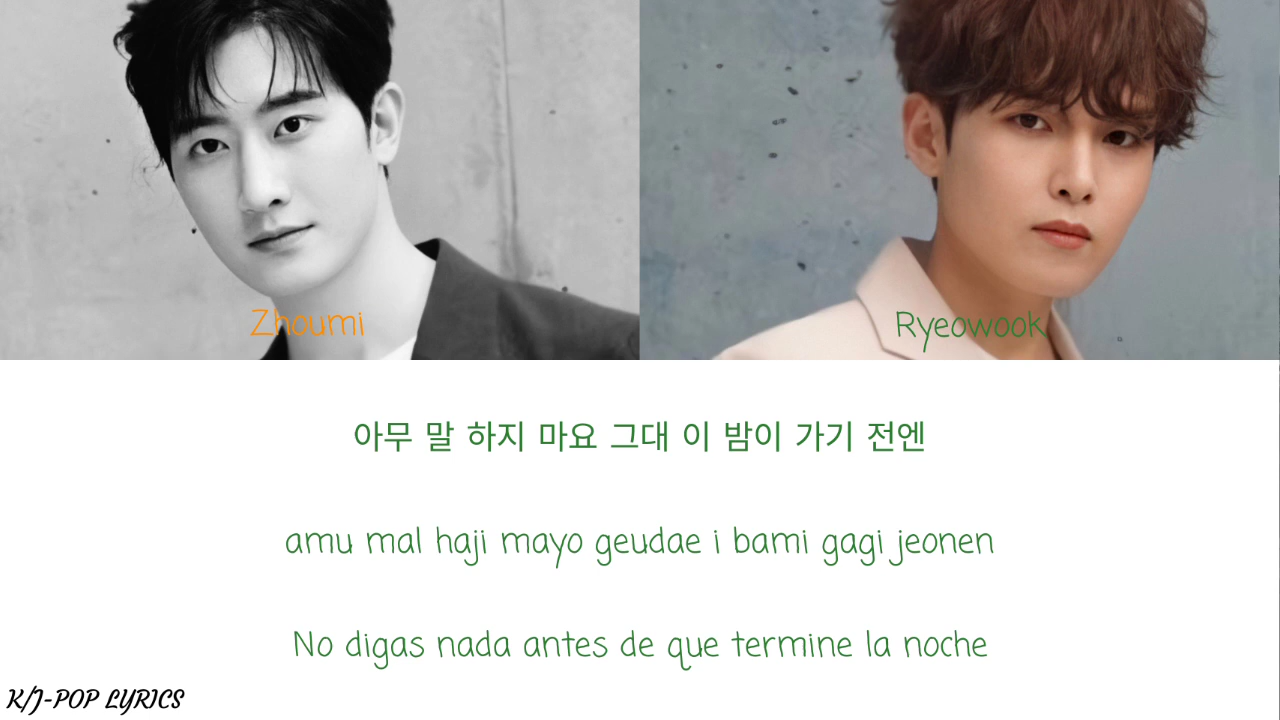 Zhoumi
Ryeowook
아무 말 하지 마요 그대 이 밤이 가기 전엔
amu mal haji mayo geudae i bami gagi jeonen
No digas nada antes de que termine la noche
K/J-POP LYRICS